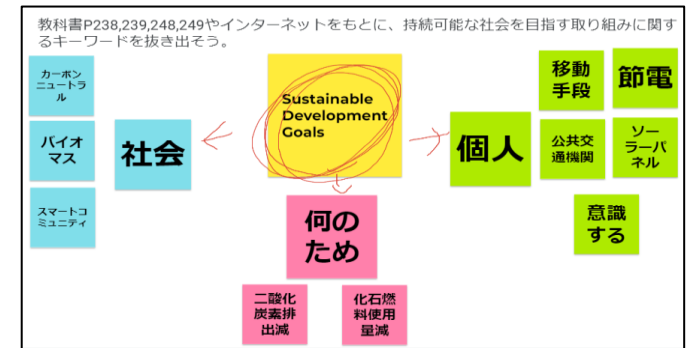 教科書P238,239,248,249やインターネットをもとに、持続可能な社会を目指す取り組みに関す
るキーワードを抜き出そう。
カーボン
ニュートラ
ル
バイオ
マス
スマートコ
ミュニティ
社会
Sustainable
Development
Goals
何の
ため
二酸化
炭素排
出減
化石燃
料使用
量減
個人
移動
手段
節電
公共交
通機関
ソー
ラーパ
ネル
意識
する